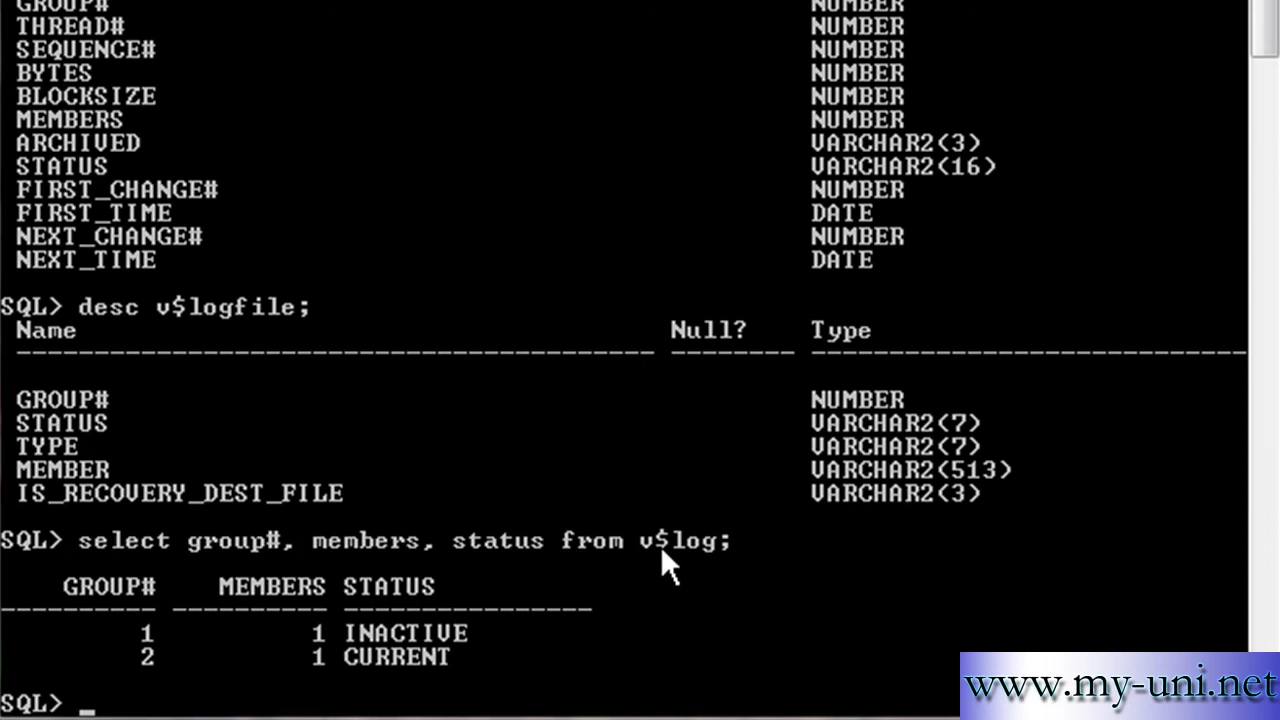 GROUP# NUMBER
THREAD# NUMBER
SEQUENCE# NUMBER
BYTES NUMBER
BLOCKSIZE NUMBER
MEMBERS NUMBER
ARCHIVED VARCHAR2(3)
STATUS VARCHAR2(16)
FIRST_CHANGE# NUMBER
FIRST_TIME DATE
NEXT_CHANGE# NUMBER
NEXT_TIME DATE
SQL> desc v$logfile;
Name Null? Type
----------------------------------------- -------- ----------------------------
GROUP# NUMBER
STATUS VARCHAR2(7)
TYPE VARCHAR2(7)
MEMBER VARCHAR2(513)
IS_RECOVERY_DEST_FILE VARCHAR2(3)
SQL> select group#, members, status from v$log;
GROUP# MEMBERS STATUS
---------- ---------- ----------------
1 1 INACTIVE
2 1 CURRENT
SQL> _
www.my-uni.net